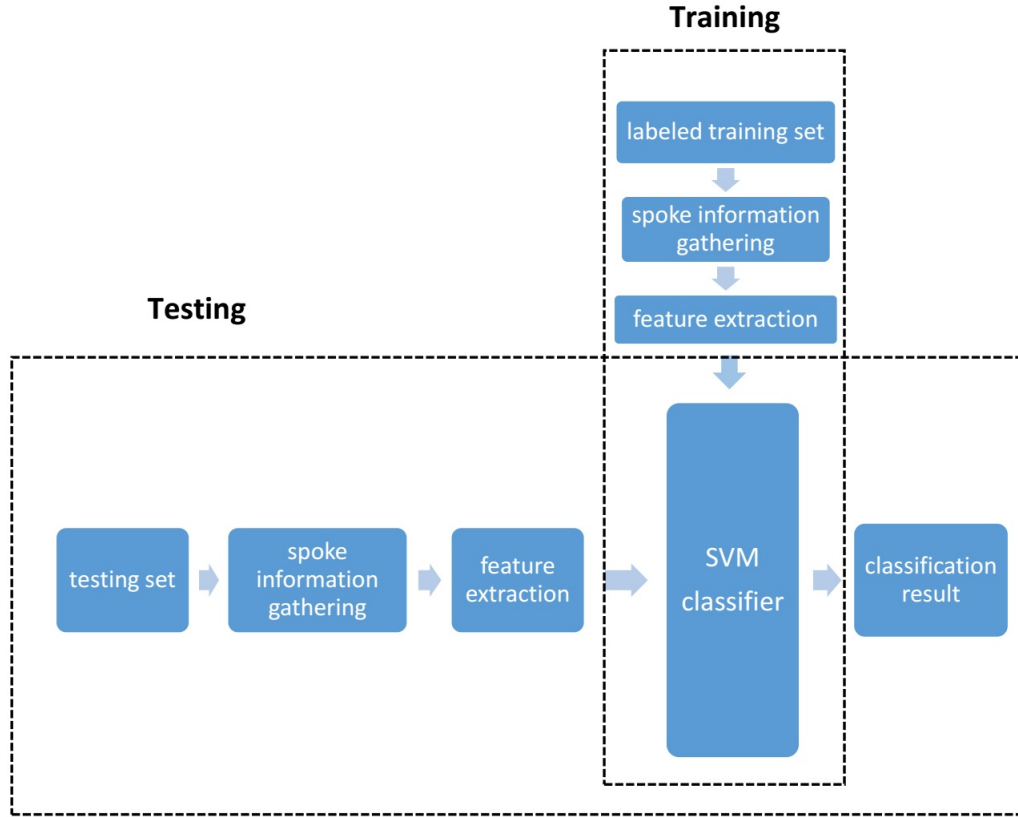 Training
labeled training set
spoke information
gathering
feature extraction
Testing
testing set
spoke
information
gathering
feature
extraction
SVM
classifier
classification
result